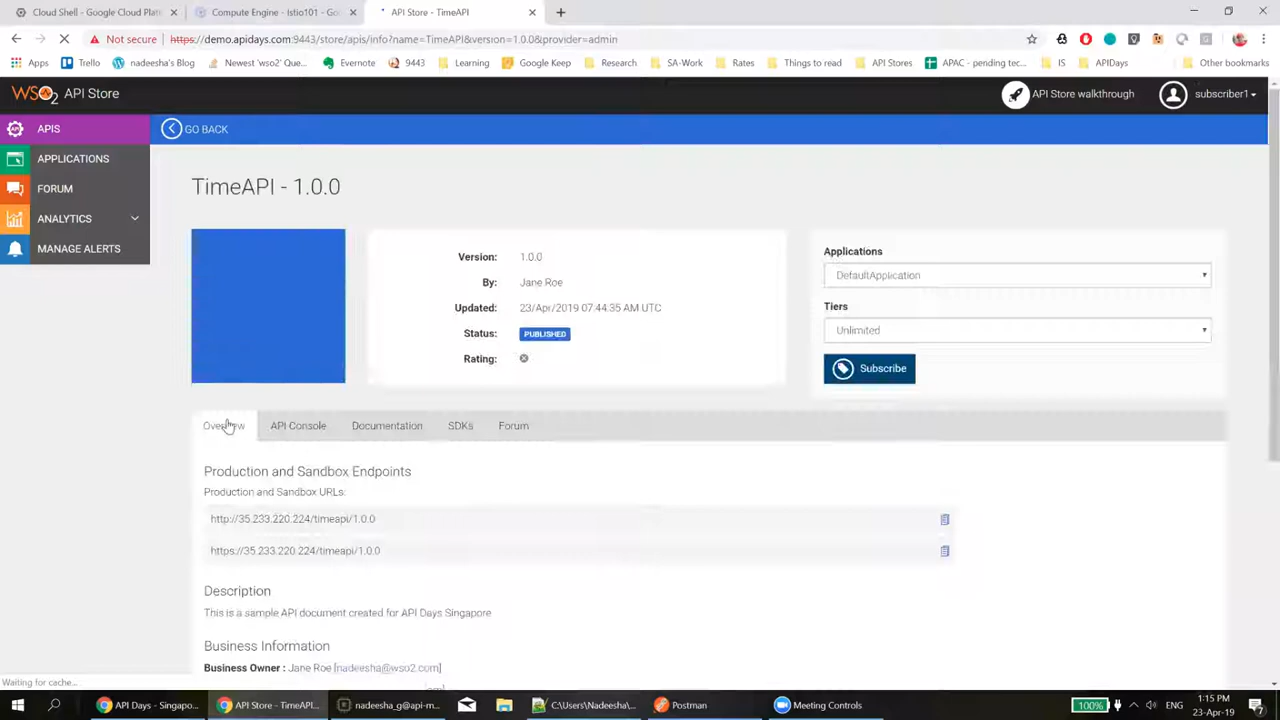 Cloud Shell - Google Cloud Plat
Compute Engine - Istio101 - Go
API Store - TimeAPI
Not secure
https://demo.apidays.com:9443/store/apis/info?name=TimeAPI&version=1.0.0&provider=admin
Apps
Trello
nadeesha's Blog
Newest 'wso2' Que...
Evernote
9443
Learning
Google Keep
Research
SA-Work
Rates
Things to read
API Stores
APAC - pending tec...
IS
APIDays
Other bookmarks
WSO2 API Store
API Store walkthrough
subscriber1
APIS
GO BACK
APPLICATIONS
FORUM
ANALYTICS
MANAGE ALERTS
TimeAPI - 1.0.0
Version: 1.0.0
By: Jane Roe
Updated: 23/Apr/2019 07:44:35 AM UTC
Status: PUBLISHED
Rating:
Applications
DefaultApplication
Tiers
Unlimited
Subscribe
Overview
API Console
Documentation
SDKs
Forum
Production and Sandbox Endpoints
Production and Sandbox URLs:
http://35.233.220.224/timeapi/1.0.0
https://35.233.220.224/timeapi/1.0.0
Description
This is a sample API document created for API Days Singapore
Business Information
Business Owner : Jane Roe [nadeesha@wso2.com]
Waiting for cache...
API Days - Singapo...
API Store - TimeAPI...
nadeesha_g@api-m...
C:\Users\Nadeesha\...
Postman
Meeting Controls
100%
ENG
1:15 PM
23-Apr-19
7